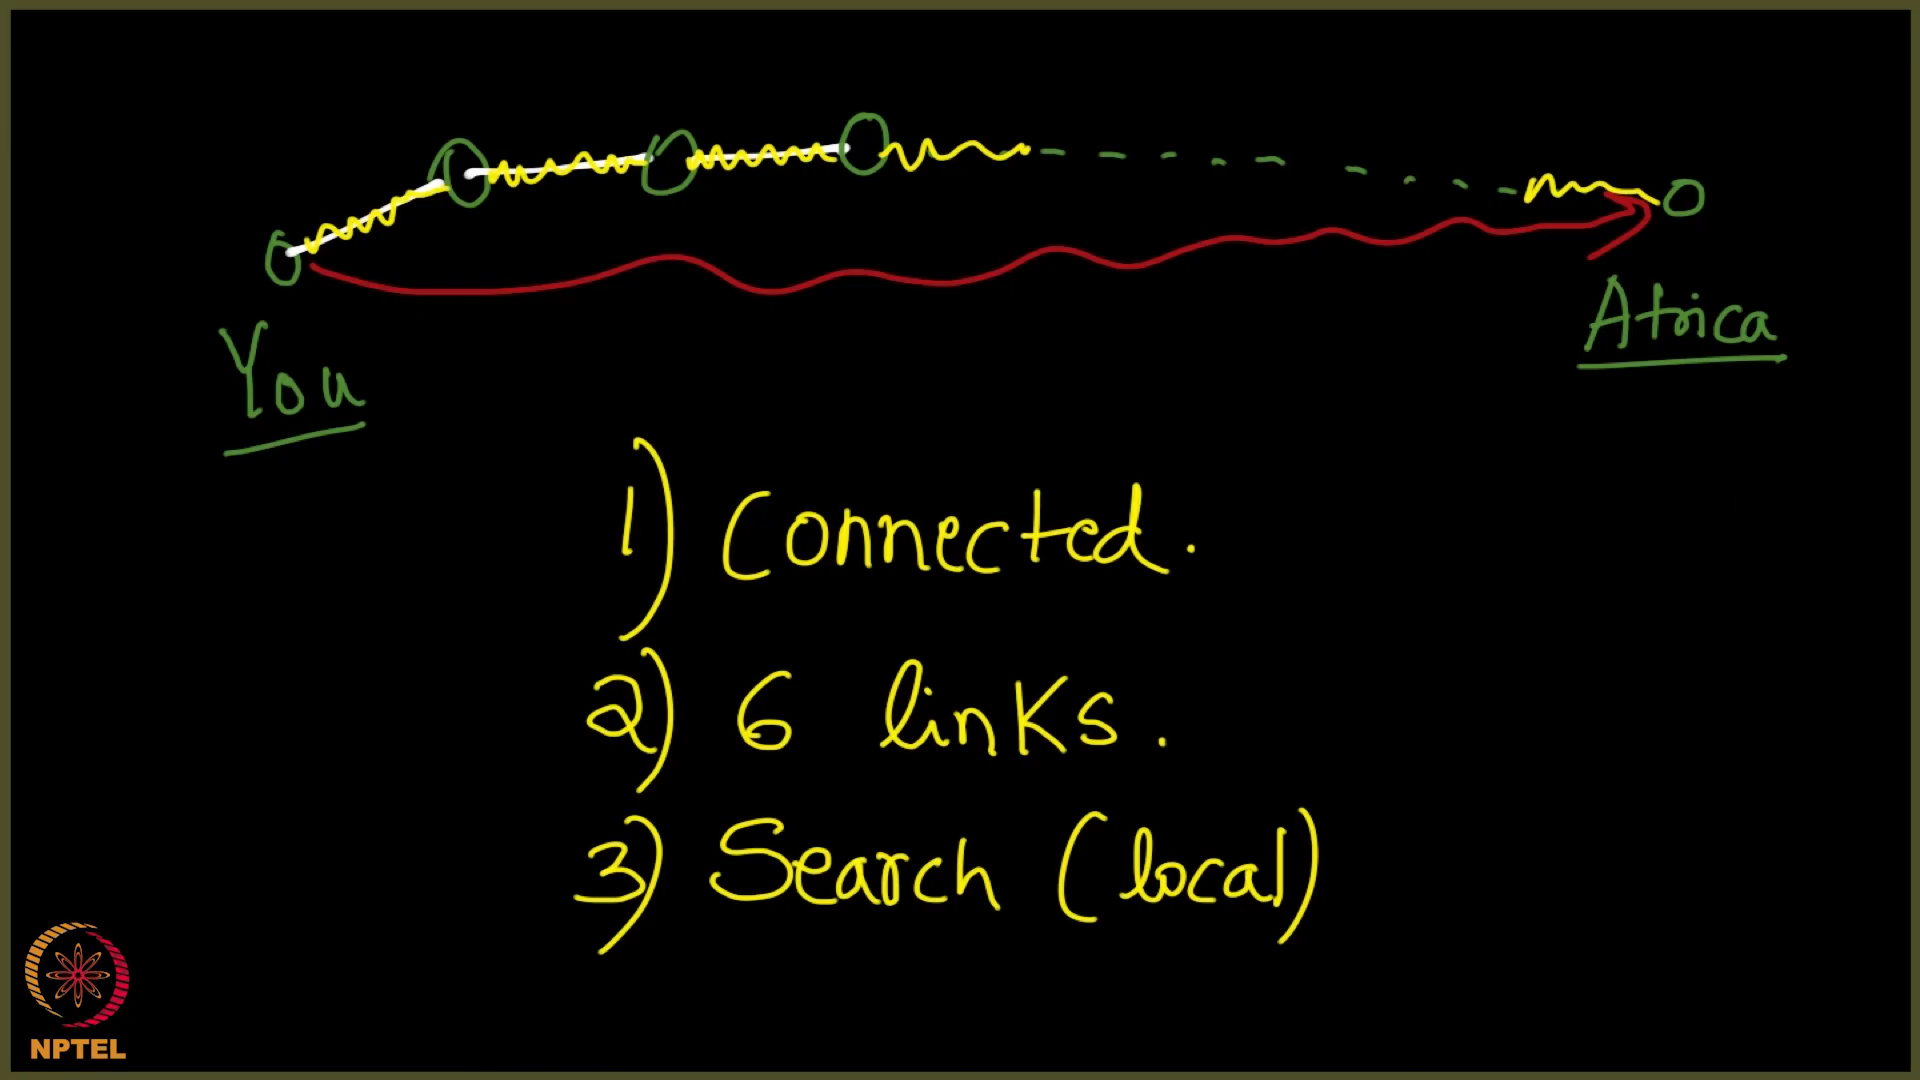 You
Africa
1) Connected.
2) 6 links.
3) Search (local)
NPTEL